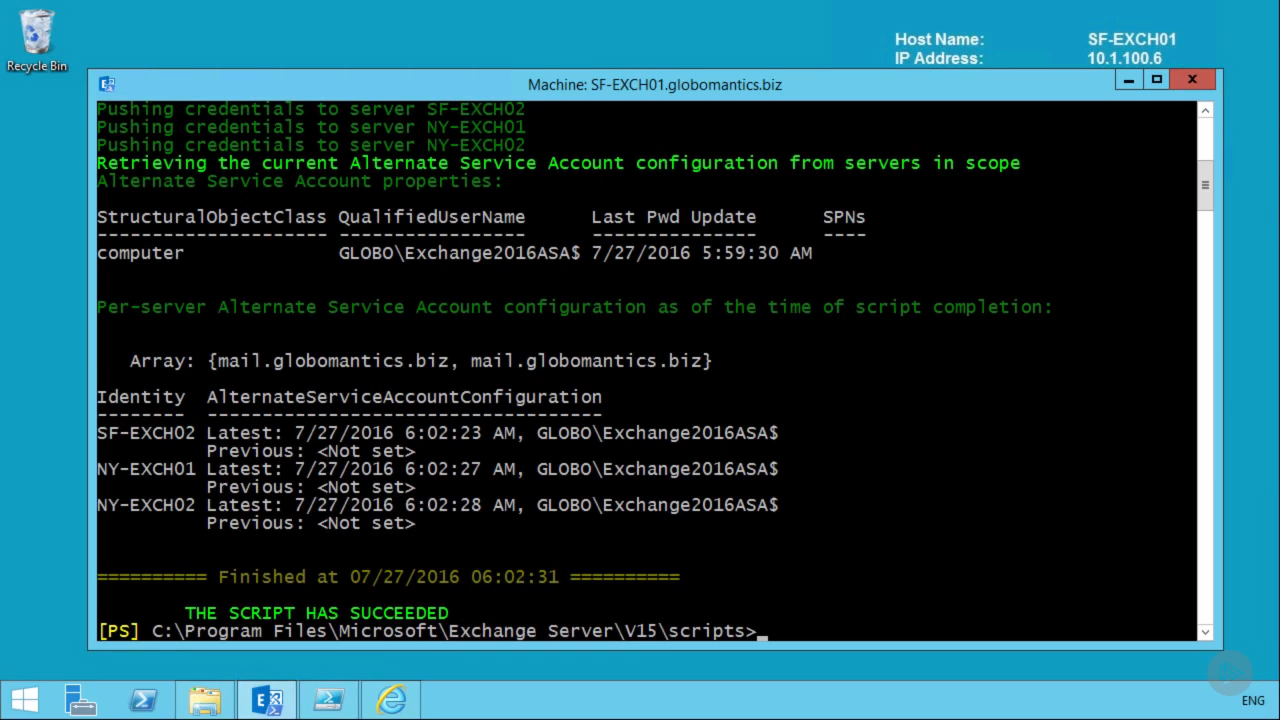 Host Name: SF-EXCH01
IP Address: 10.1.100.6
Recycle Bin
Machine: SF-EXCH01.globomantics.biz
Pushing credentials to server SF-EXCH02
Pushing credentials to server NY-EXCH01
Pushing credentials to server NY-EXCH02
Retrieving the current Alternate Service Account configuration from servers in scope
Alternate Service Account properties:
StructuralObjectClass QualifiedUserName      Last Pwd Update      SPNs
--------------------- -----------------      ---------------      ----
computer              GLOBO\Exchange2016ASA$ 7/27/2016 5:59:30 AM
Per-server Alternate Service Account configuration as of the time of script completion:
   Array: {mail.globomantics.biz, mail.globomantics.biz}
Identity  AlternateServiceAccountConfiguration
--------  ------------------------------------
SF-EXCH02 Latest: 7/27/2016 6:02:23 AM, GLOBO\Exchange2016ASA$
          Previous: <Not set>
NY-EXCH01 Latest: 7/27/2016 6:02:27 AM, GLOBO\Exchange2016ASA$
          Previous: <Not set>
NY-EXCH02 Latest: 7/27/2016 6:02:28 AM, GLOBO\Exchange2016ASA$
          Previous: <Not set>
========== Finished at 07/27/2016 06:02:31 ==========
        THE SCRIPT HAS SUCCEEDED
[PS] C:\Program Files\Microsoft\Exchange Server\V15\scripts>_
ENG